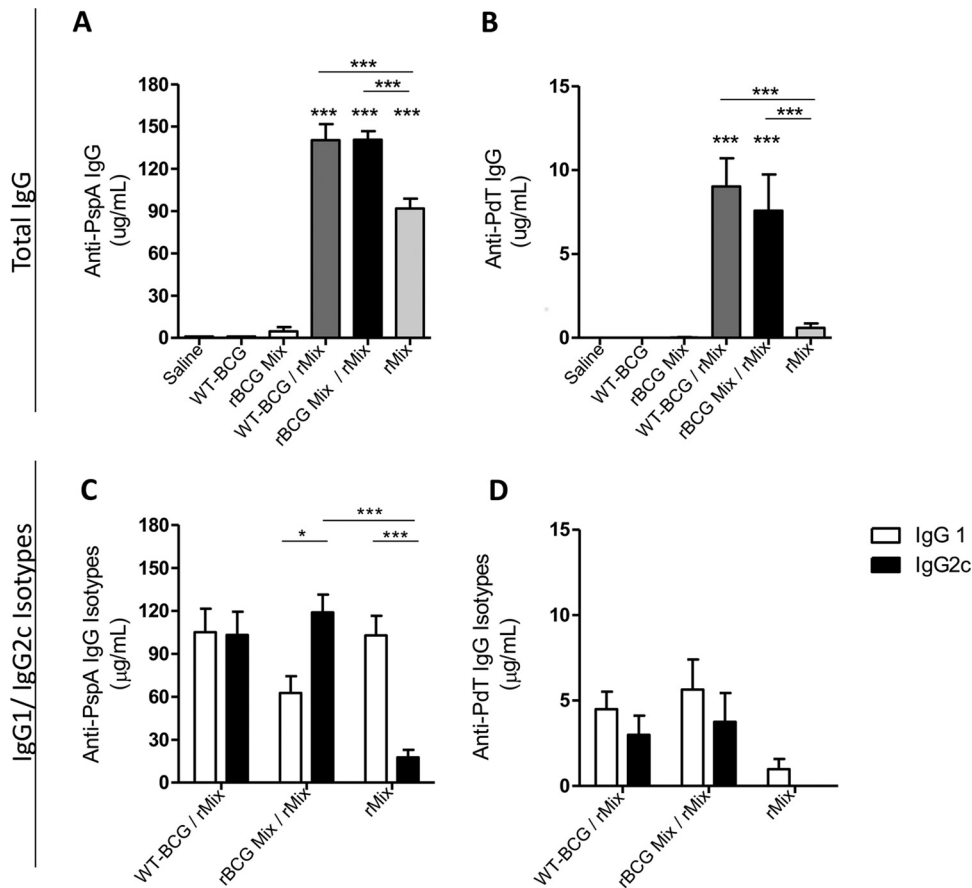 Total IgG
A
Anti-PspA IgG
(ug/mL)
180
150
120
90
60
30
0
***
***
*** *** ***
Saline
WT-BCG
rBCG Mix
WT-BCG / rMix
rBCG Mix / rMix
rMix
B
Anti-PdT IgG
(ug/mL)
15
10
5
0
***
***
*** ***
Saline
WT-BCG
rBCG Mix
WT-BCG / rMix
rBCG Mix / rMix
rMix
IgG1/ IgG2c Isotypes
C
Anti-PspA IgG Isotypes
(μg/mL)
180
150
120
90
60
30
0
***
* ***
WT-BCG / rMix
rBCG Mix / rMix
rMix
D
Anti-PdT IgG Isotypes
(μg/mL)
15
10
5
0
WT-BCG / rMix
rBCG Mix / rMix
rMix
IgG 1
IgG2c